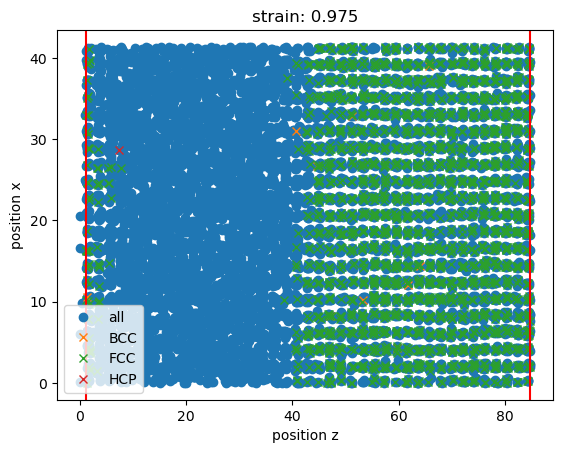 strain: 0.975
position x
40
30
20
10
0
all
BCC
FCC
HCP
0 20 40 60 80
position z